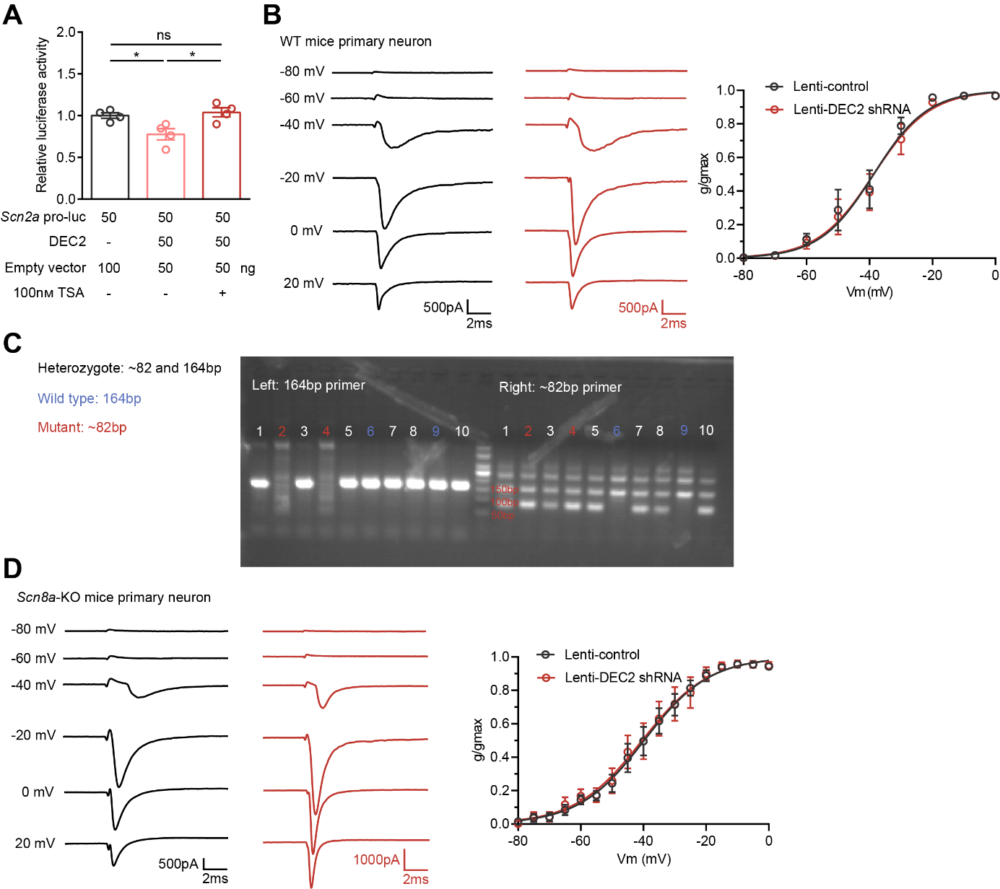 A
2.0
1.5
1.0
0.5
0.0
Relative luciferase activity
ns
* *
Scn2a pro-luc 50 50 50
DEC2 - 50 50
Empty vector 100 50 50 ng
100nM TSA - - +
B
WT mice primary neuron
-80 mV
-60 mV
-40 mV
-20 mV
0 mV
20 mV
500pA
2ms
500pA
2ms
Lenti-control
Lenti-DEC2 shRNA
1.0
0.8
0.6
0.4
0.2
0.0
g/gmax
-80 -60 -40 -20 0
Vm (mV)
C
Heterozygote: ~82 and 164bp
Wild type: 164bp
Mutant: ~82bp
Left: 164bp primer
Right: ~82bp primer
1 2 3 4 5 6 7 8 9 10
1 2 3 4 5 6 7 8 9 10
150bp
100bp
50bp
D
Scn8a-KO mice primary neuron
-80 mV
-60 mV
-40 mV
-20 mV
0 mV
20 mV
500pA
2ms
1000pA
2ms
Lenti-control
Lenti-DEC2 shRNA
1.0
0.8
0.6
0.4
0.2
0.0
g/gmax
-80 -60 -40 -20 0
Vm (mV)